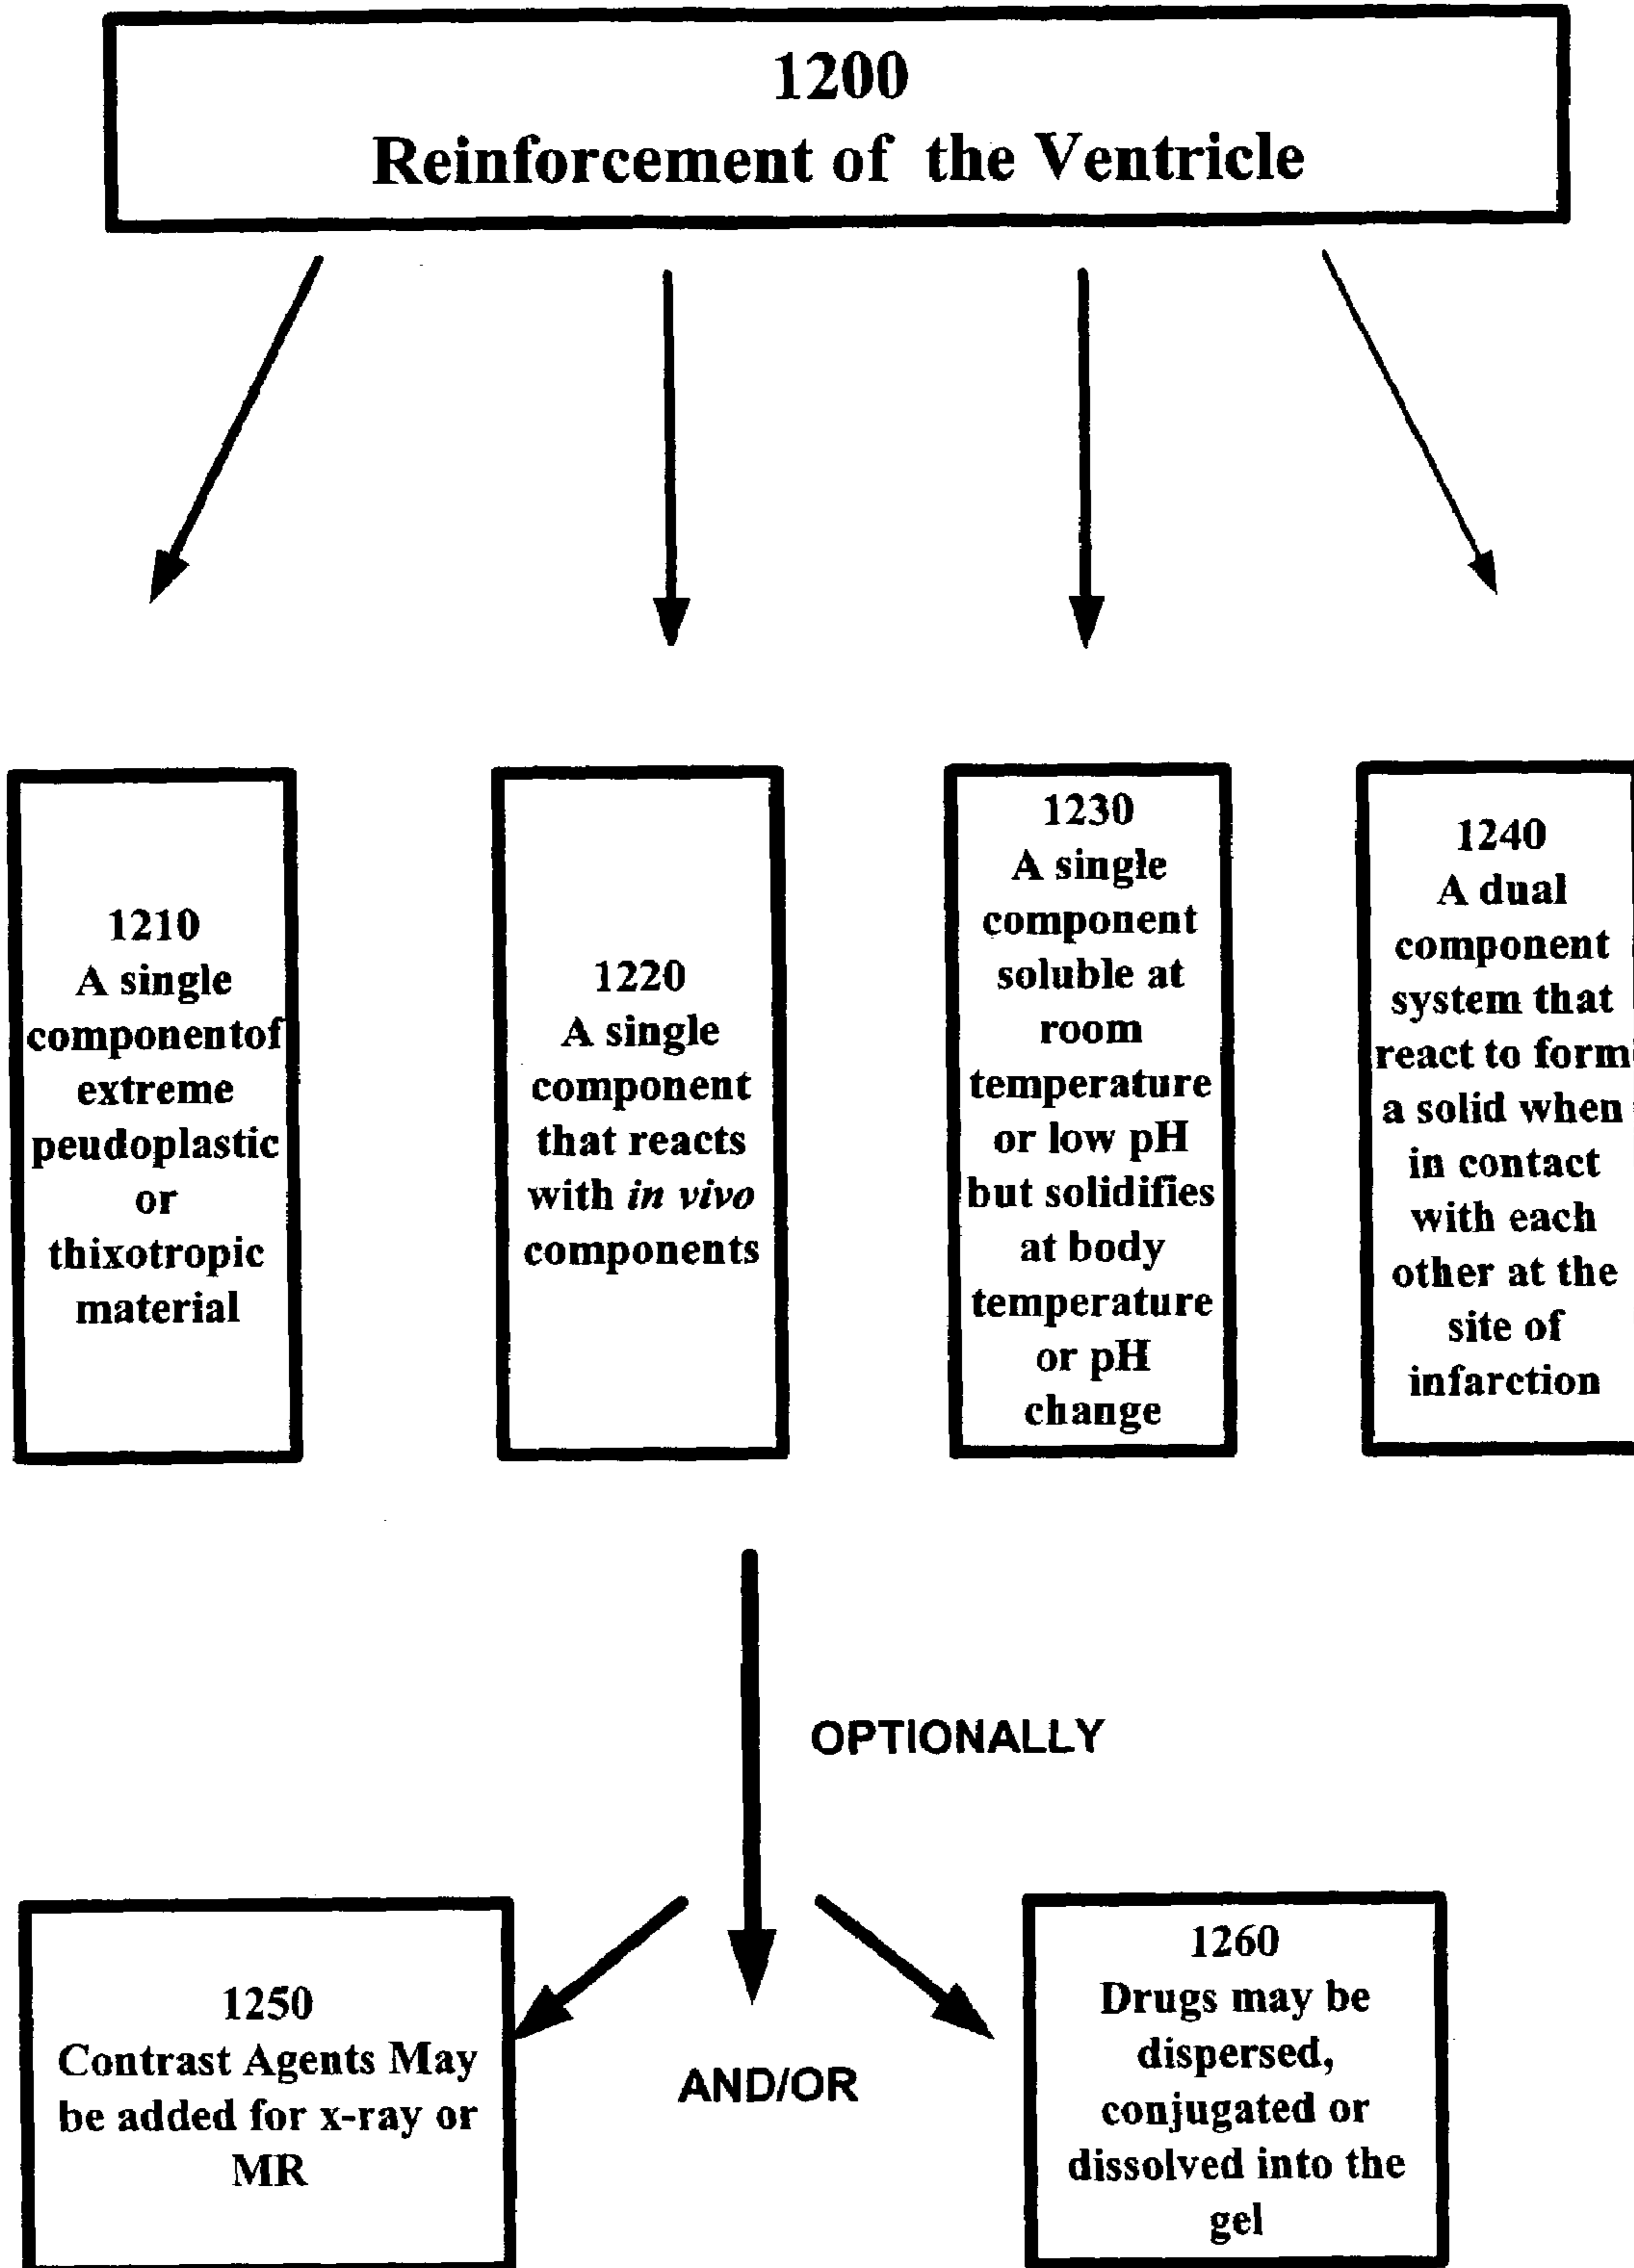 1200
Reinforcement of the Ventricle
1210
A single
componentof
extreme
peudoplastic
or
thixotropic
material
1220
A single
component
that reacts
with in vivo
components
1230
A single
component
soluble at
room
temperature
or low pH
but solidifies
at body
temperature
or pH
change
1240
A dual
component
system that
react to form
a solid when
in contact
with each
other at the
site of
infarction
OPTIONALLY
1250
Contrast Agents May
be added for x-ray or
MR
AND/OR
1260
Drugs may be
dispersed,
conjugated or
dissolved into the
gel